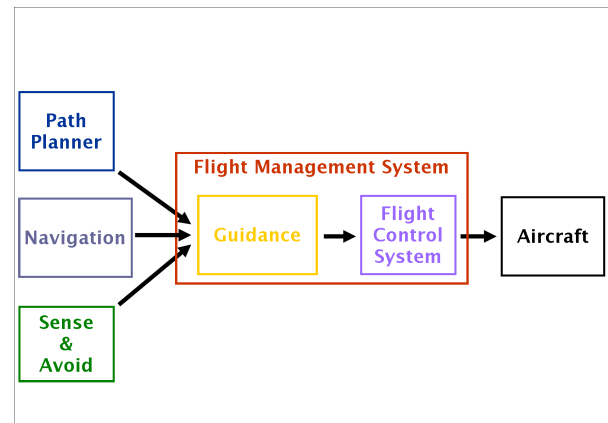 Path
Planner
Flight Management System
Navigation
Guidance
Flight
Control
System
Aircraft
Sense
&
Avoid